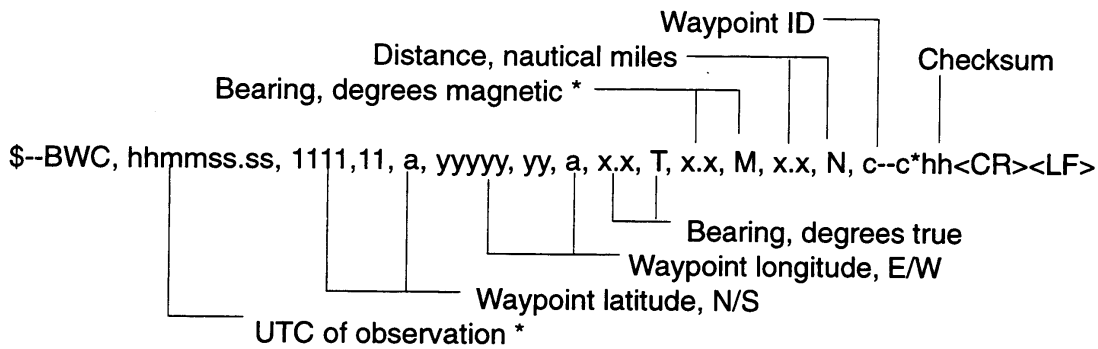 Waypoint ID
Distance, nautical miles
Checksum
Bearing, degrees magnetic *
$--BWC, hhmmss.ss, 1111,11, a, yyyyy, yy, a, x.x, T, x.x, M, x.x, N, c--c*hh<CR><LF>
Bearing, degrees true
Waypoint longitude, E/W
Waypoint latitude, N/S
UTC of observation *